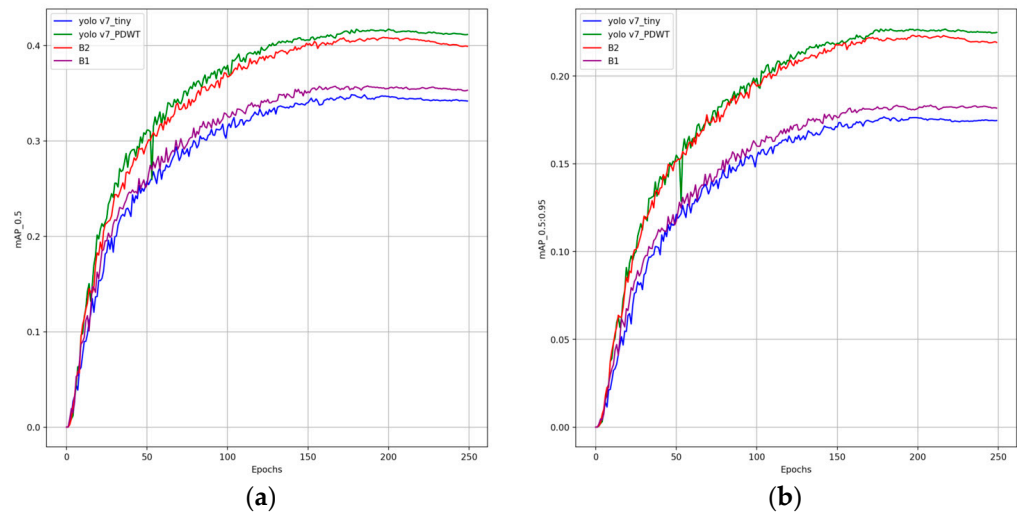 yolo v7_tiny
yolo v7_PDWT
B2
B1
0.4
0.3
0.2
0.1
0.0
mAP_0.5
0 50 100 150 200 250
Epochs
(a)
yolo v7_tiny
yolo v7_PDWT
B2
B1
0.20
0.15
0.10
0.05
0.00
mAP_0.5:0.95
0 50 100 150 200 250
Epochs
(b)